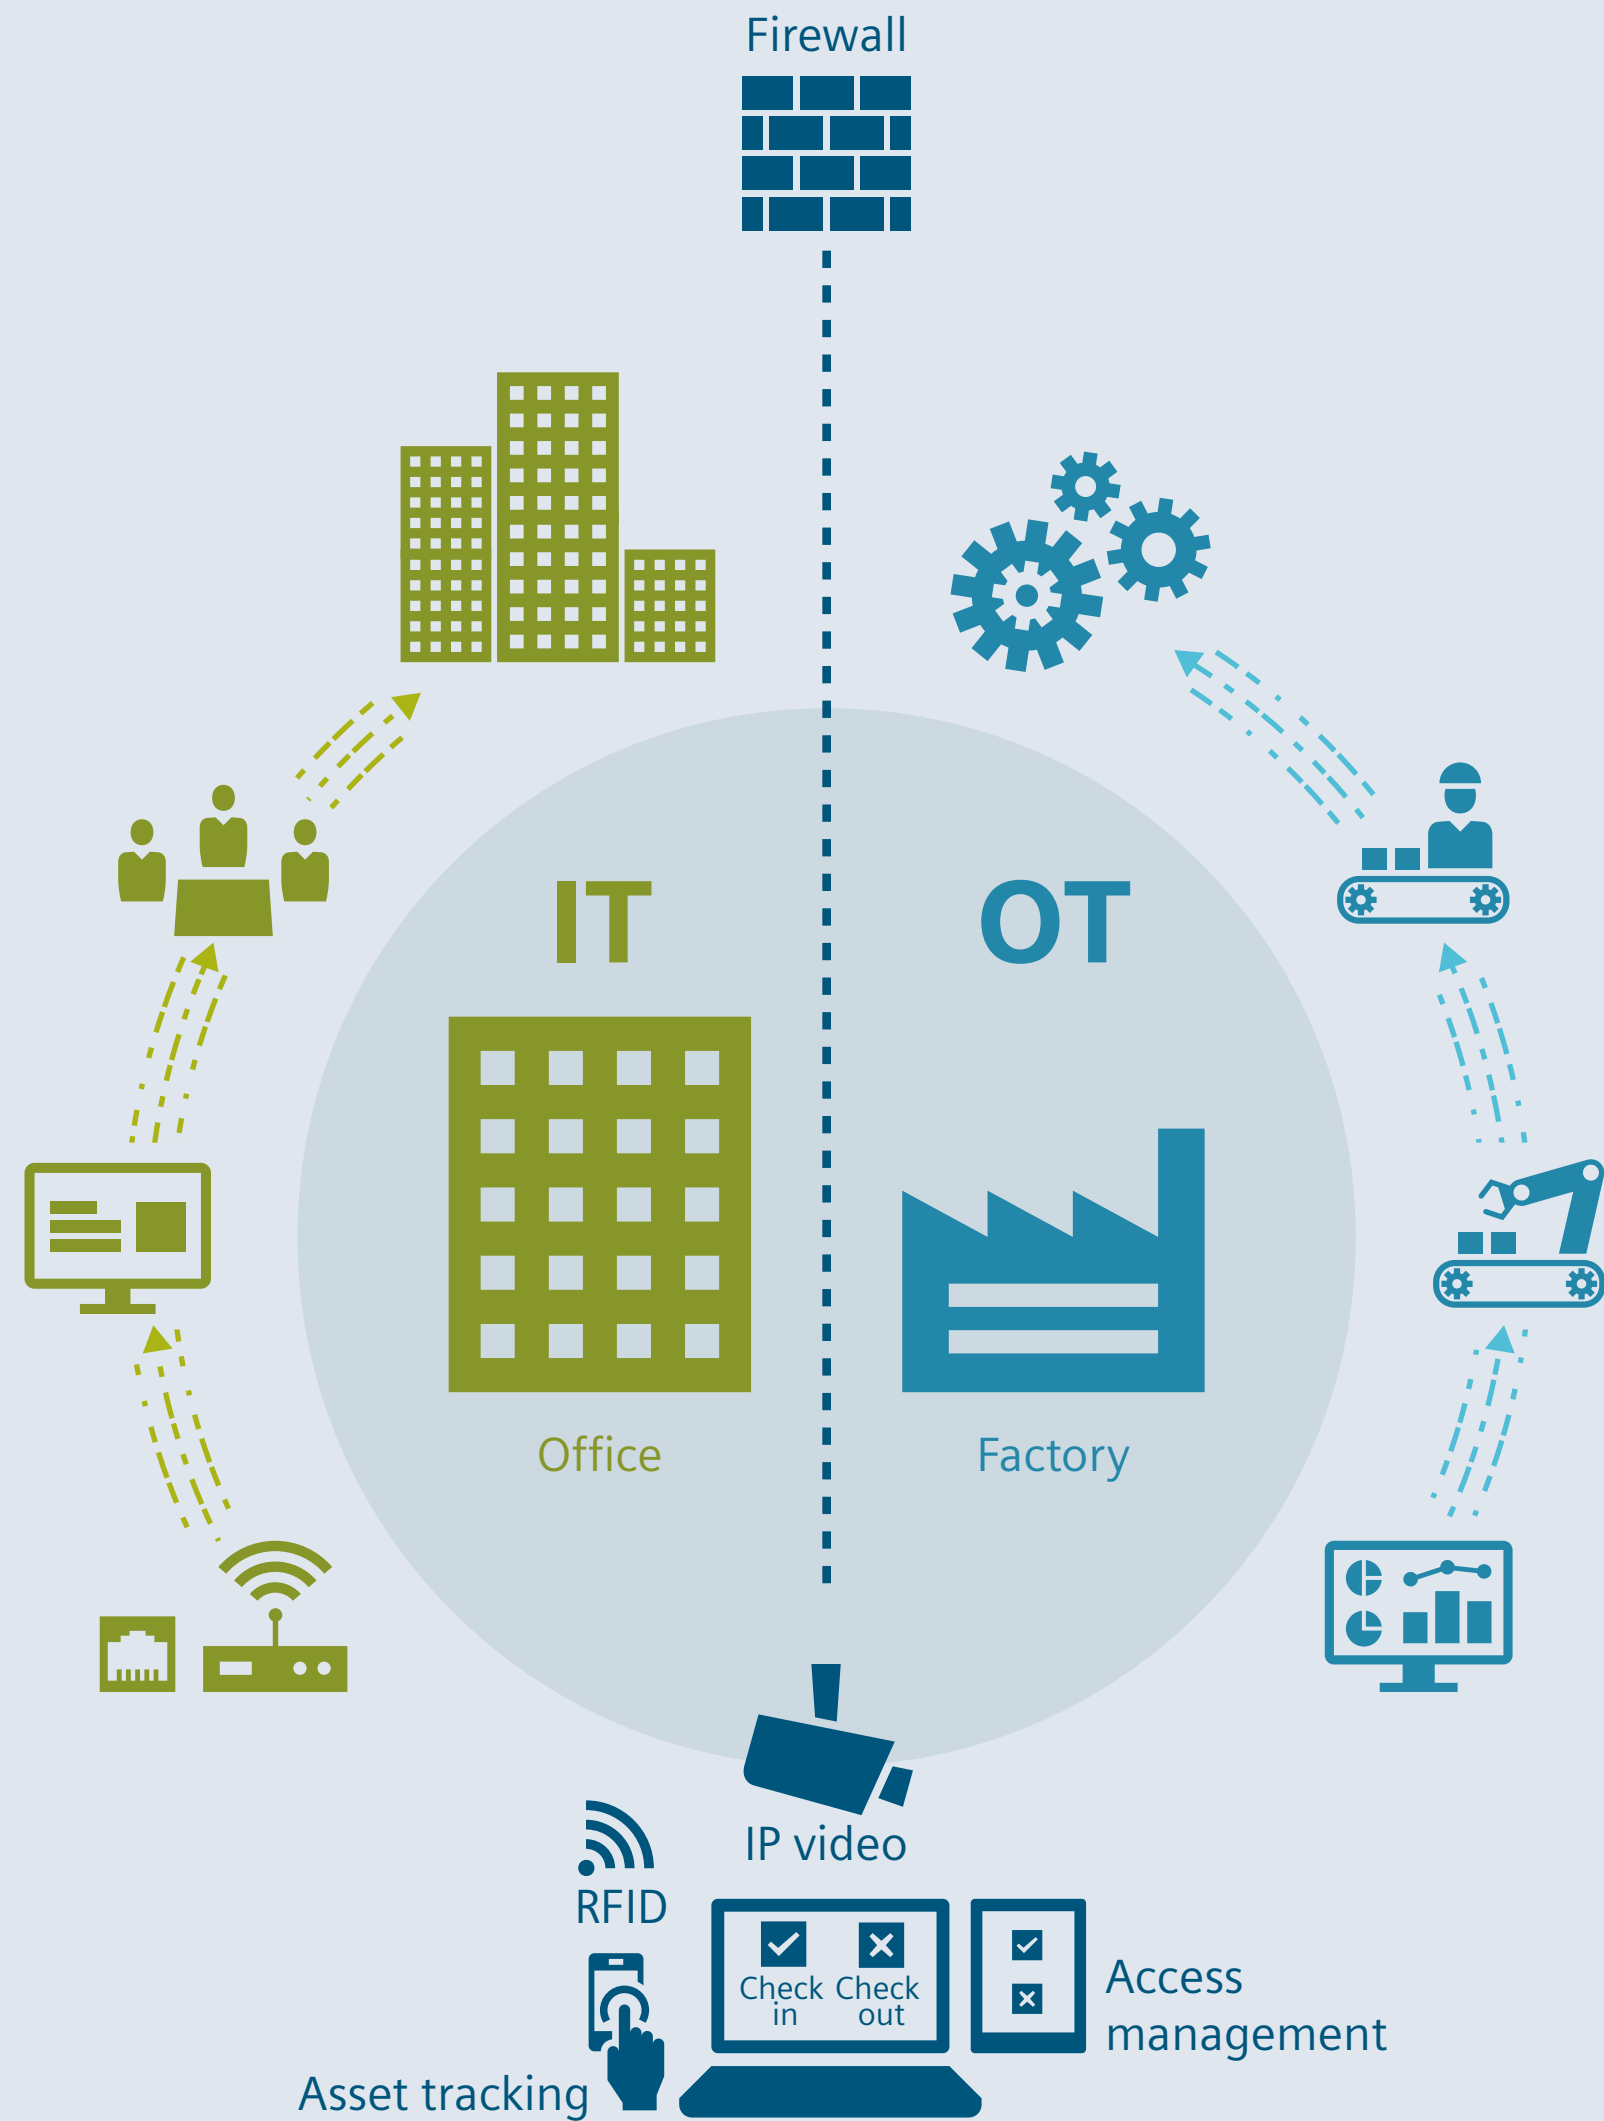 Firewall
IT
OT
Office
Factory
IP video
RFID
Check Check
in out
Access
management
Asset tracking